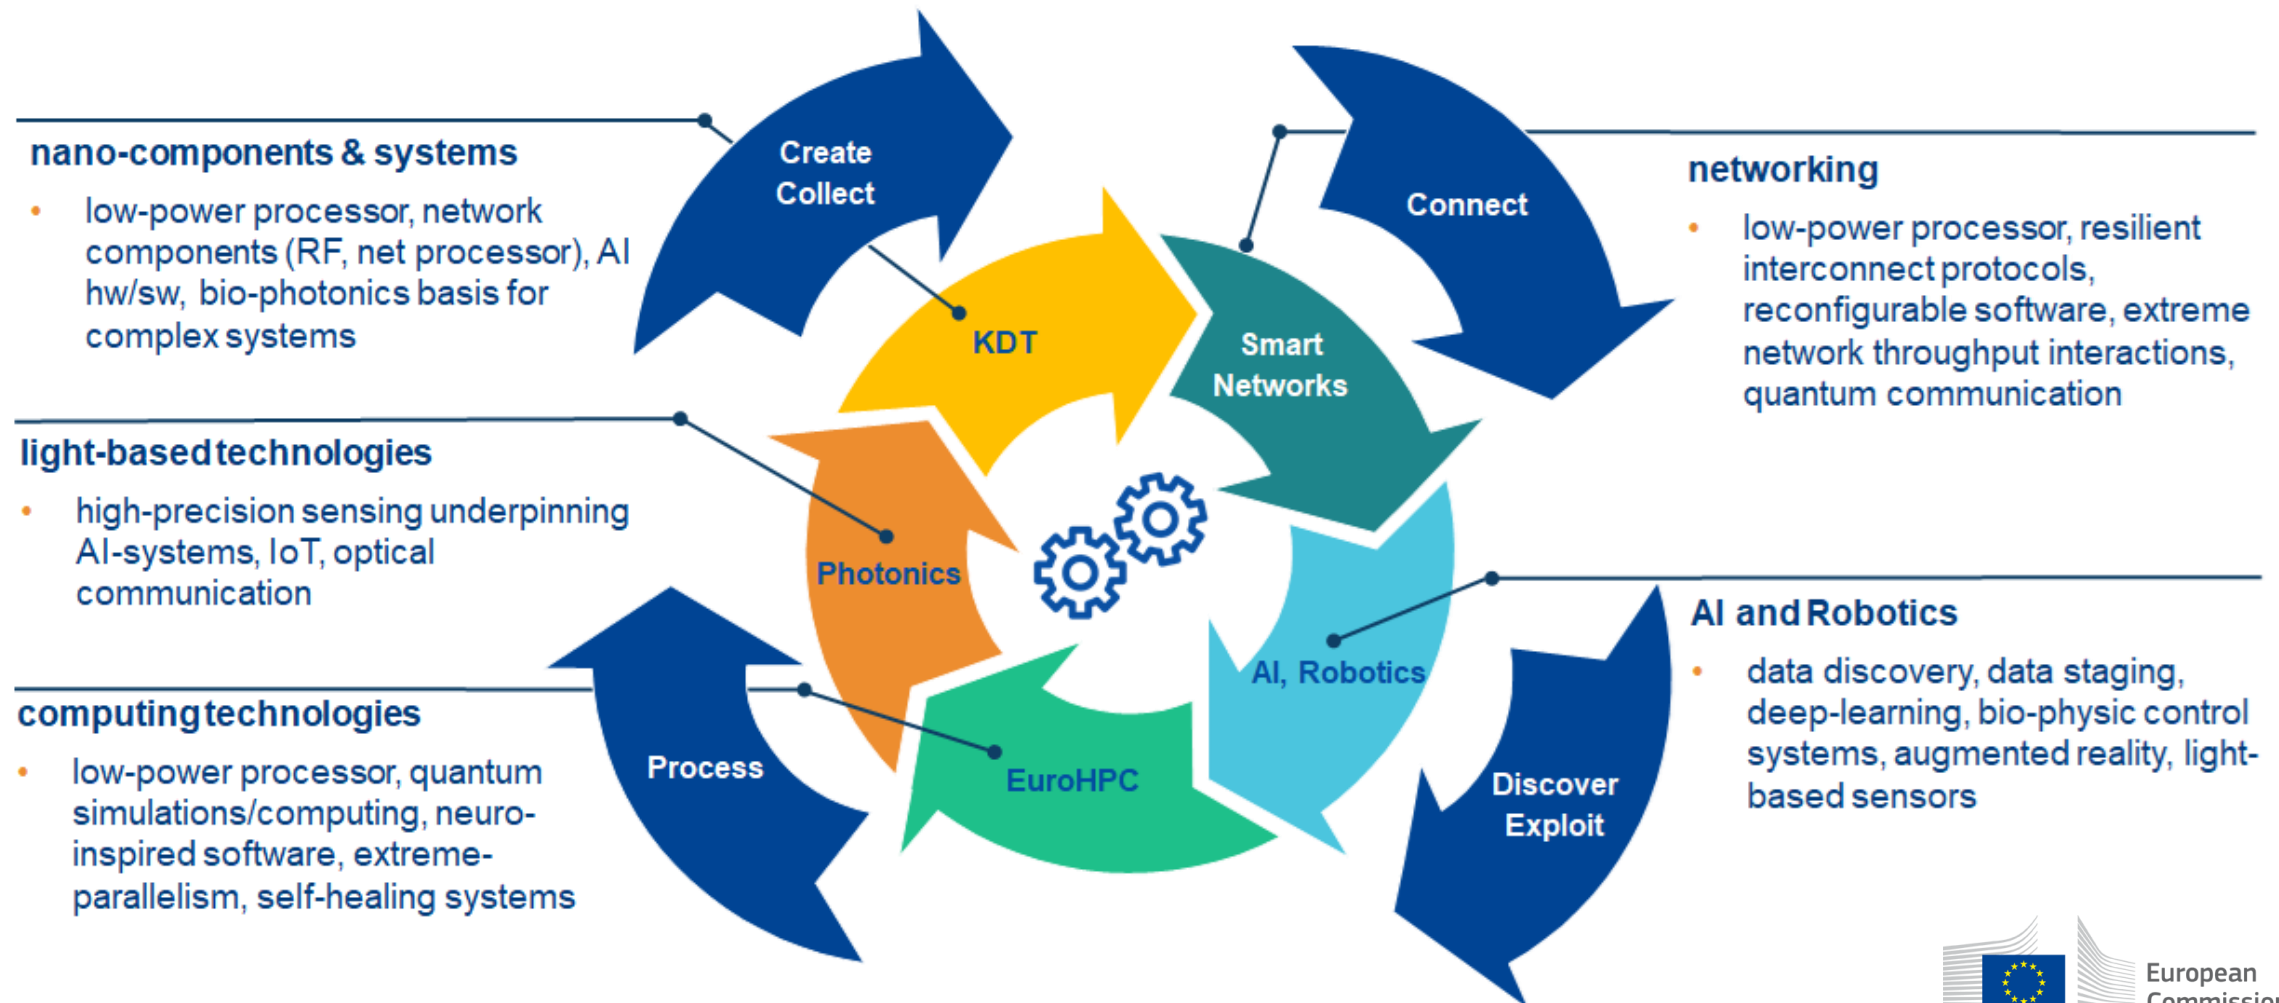 nano-components & systems
• low-power processor, network
components (RF, net processor), AI
hw/sw, bio-photonics basis for
complex systems
light-based technologies
• high-precision sensing underpinning
AI-systems, IoT, optical
communication
computing technologies
• low-power processor, quantum
simulations/computing, neuro-
inspired software, extreme-
parallelism, self-healing systems
Create
Collect
Connect
KDT
Smart
Networks
Photonics
AI, Robotics
EuroHPC
Process
Discover
Exploit
networking
• low-power processor, resilient
interconnect protocols,
reconfigurable software, extreme
network throughput interactions,
quantum communication
AI and Robotics
• data discovery, data staging,
deep-learning, bio-physic control
systems, augmented reality, light-
based sensors
European
Commission